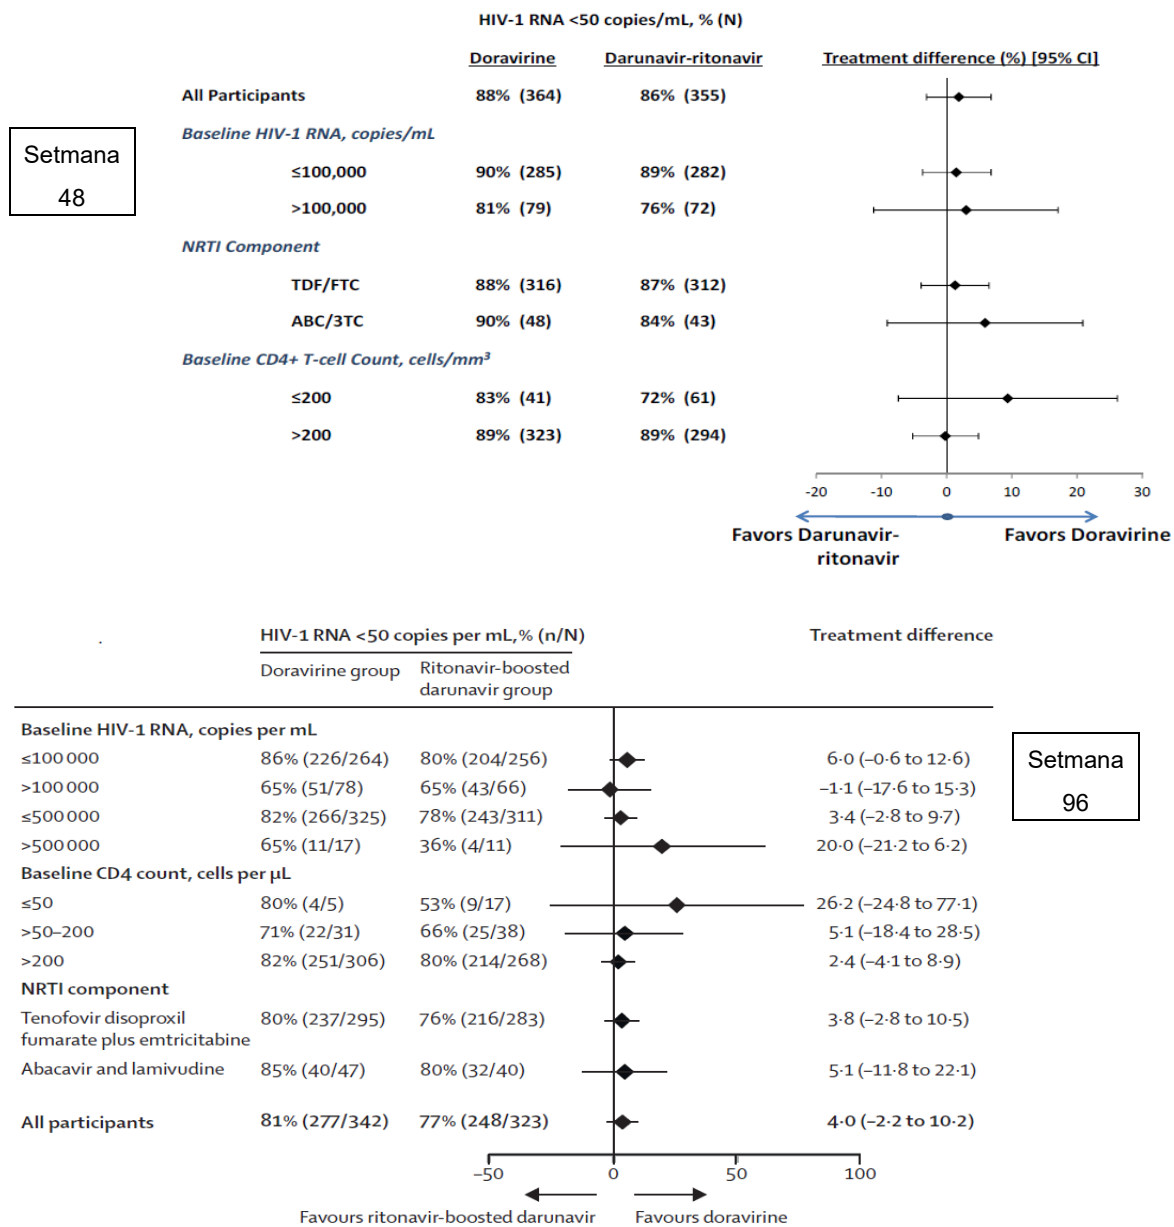 HIV-1 RNA <50 copies/mL, % (N)
Doravirine Darunavir-ritonavir Treatment difference (%) [95% CI]
All Participants 88% (364) 86% (355)
Baseline HIV-1 RNA, copies/mL
Setmana
48
≤100,000 90% (285) 89% (282)
>100,000 81% (79) 76% (72)
NRTI Component
TDF/FTC 88% (316) 87% (312)
ABC/3TC 90% (48) 84% (43)
Baseline CD4+ T-cell Count, cells/mm³
≤200 83% (41) 72% (61)
>200 89% (323) 89% (294)
-20 -10 0 10 20 30
Favors Darunavir-
ritonavir
Favors Doravirine
HIV-1 RNA <50 copies per mL,% (n/N) Treatment difference
Doravirine group Ritonavir-boosted
darunavir group
Baseline HIV-1 RNA, copies per mL
≤100 000 86% (226/264) 80% (204/256) 6·0 (–0·6 to 12·6)
>100 000 65% (51/78) 65% (43/66) –1·1 (–17·6 to 15·3)
≤500 000 82% (266/325) 78% (243/311) 3·4 (–2·8 to 9·7)
>500 000 65% (11/17) 36% (4/11) 20·0 (–21·2 to 6·2)
Setmana
96
Baseline CD4 count, cells per μL
≤50 80% (4/5) 53% (9/17) 26·2 (–24·8 to 77·1)
>50–200 71% (22/31) 66% (25/38) 5·1 (–18·4 to 28·5)
>200 82% (251/306) 80% (214/268) 2·4 (–4·1 to 8·9)
NRTI component
Tenofovir disoproxil 80% (237/295) 76% (216/283) 3·8 (–2·8 to 10·5)
fumarate plus emtricitabine
Abacavir and lamivudine 85% (40/47) 80% (32/40) 5·1 (–11·8 to 22·1)
All participants 81% (277/342) 77% (248/323) 4·0 (–2·2 to 10·2)
–50 0 50 100
Favours ritonavir-boosted darunavir Favours doravirine